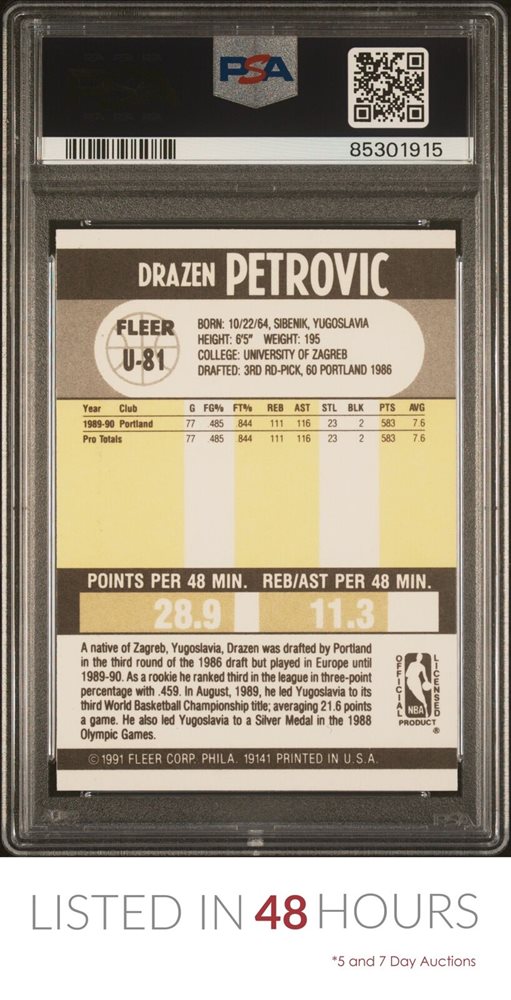 PSA
85301915
DRAZEN PETROVIC
FLEER
U-81
BORN: 10/22/64, SIBENIK, YUGOSLAVIA
HEIGHT: 6'5" WEIGHT: 195
COLLEGE: UNIVERSITY OF ZAGREB
DRAFTED: 3RD RD-PICK, 60 PORTLAND 1986
Year Club G FG% FT% REB AST STL BLK PTS AVG
1989-90 Portland 77 485 844 111 116 23 2 583 7.6
Pro Totals 77 485 844 111 116 23 2 583 7.6
POINTS PER 48 MIN. REB/AST PER 48 MIN.
28.9 11.3
A native of Zagreb, Yugoslavia, Drazen was drafted by Portland
in the third round of the 1986 draft but played in Europe until
1989-90. As a rookie he ranked third in the league in three-point
percentage with .459. In August, 1989, he led Yugoslavia to its
third World Basketball Championship title; averaging 21.6 points
a game. He also led Yugoslavia to a Silver Medal in the 1988
Olympic Games.
OFFICIAL
LICENSED
NBA
PRODUCT
®
© 1991 FLEER CORP. PHILA. 19141 PRINTED IN U.S.A.
PSA
LISTED IN 48 HOURS
*5 and 7 Day Auctions